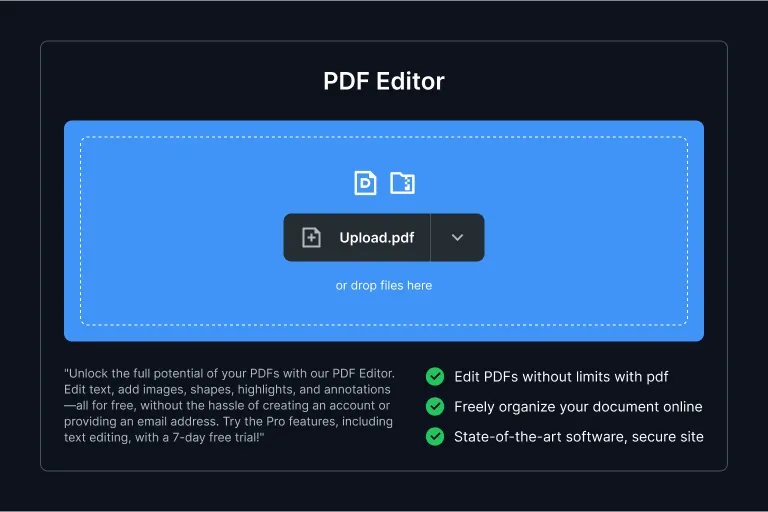 PDF Editor
D
Upload.pdf
or drop files here
"Unlock the full potential of your PDFs with our PDF Editor.
Edit text, add images, shapes, highlights, and annotations
—all for free, without the hassle of creating an account or
providing an email address. Try the Pro features, including
text editing, with a 7-day free trial!"
Edit PDFs without limits with pdf
Freely organize your document online
State-of-the-art software, secure site